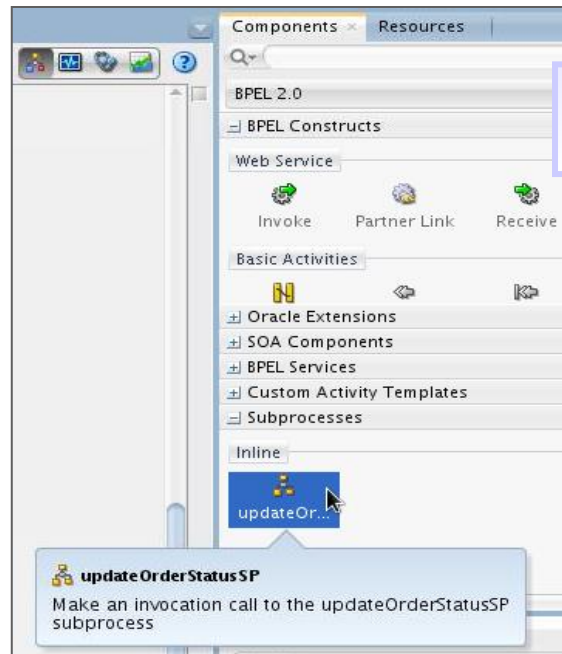 Components
Resources
BPEL 2.0
BPEL Constructs
Web Service
Invoke
Partner Link
Receive
Basic Activities
Oracle Extensions
SOA Components
BPEL Services
Custom Activity Templates
Subprocesses
Inline
updateOr...
updateOrderStatusSP
Make an invocation call to the updateOrderStatusSP
subprocess